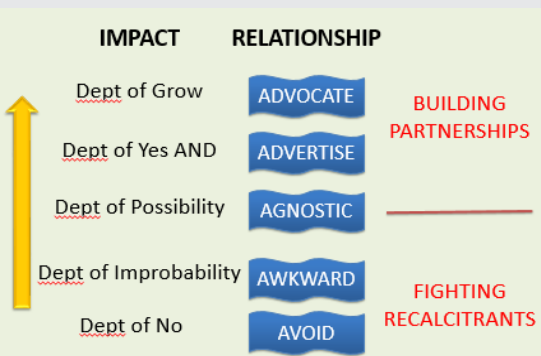 IMPACT RELATIONSHIP
Dept of Grow ADVOCATE
BUILDING
PARTNERSHIPS
Dept of Yes AND ADVERTISE
Dept of Possibility AGNOSTIC
Dept of Improbability AWKWARD
FIGHTING
RECALCITRANTS
Dept of No AVOID